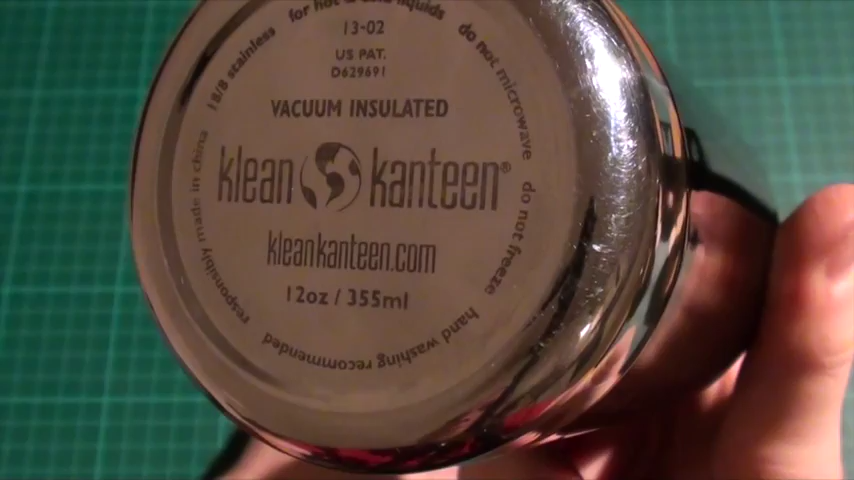 for hot & cold liquids
13-02
US PAT.
D629691
VACUUM INSULATED
klean kanteen®
kleankanteen.com
12oz / 355ml
do not microwave
do not freeze
hand washing recommended
responsibly made in china
18/8 stainless